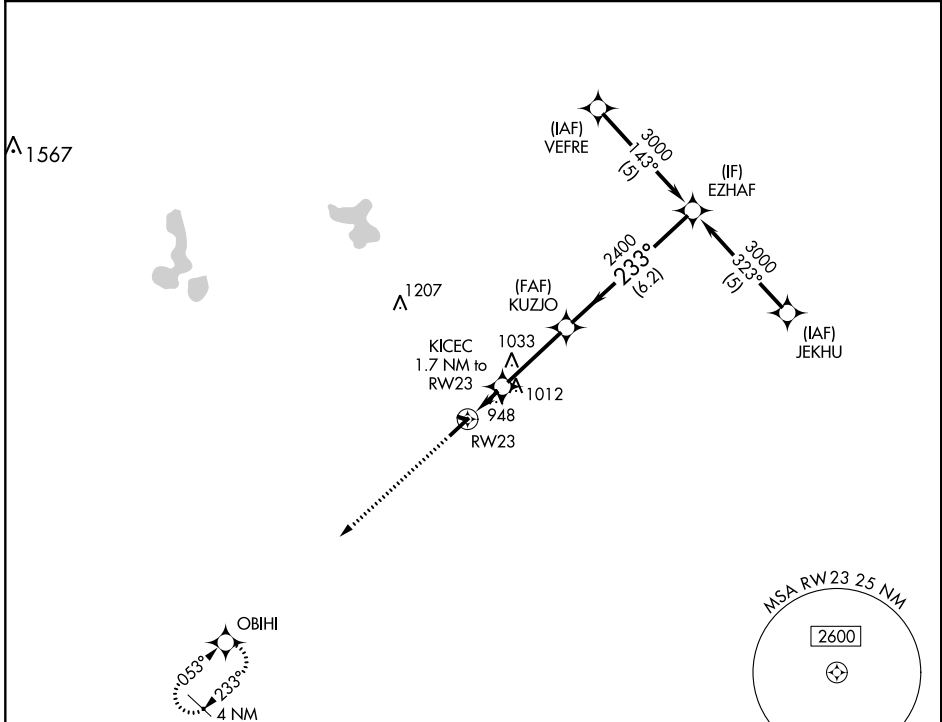 1567
(IAF)
VEFRE
3000
143°
(5)
(IF)
EZHAF
2400
233°
(6.2)
3000
323°
(5)
(IAF)
JEKHU
(FAF)
KUZJO
1207
1033
KICEC
1.7 NM to
RW23
1012
948
RW23
MSA RW23 25 NM
2600
OBIHI
053°
233°
4 NM